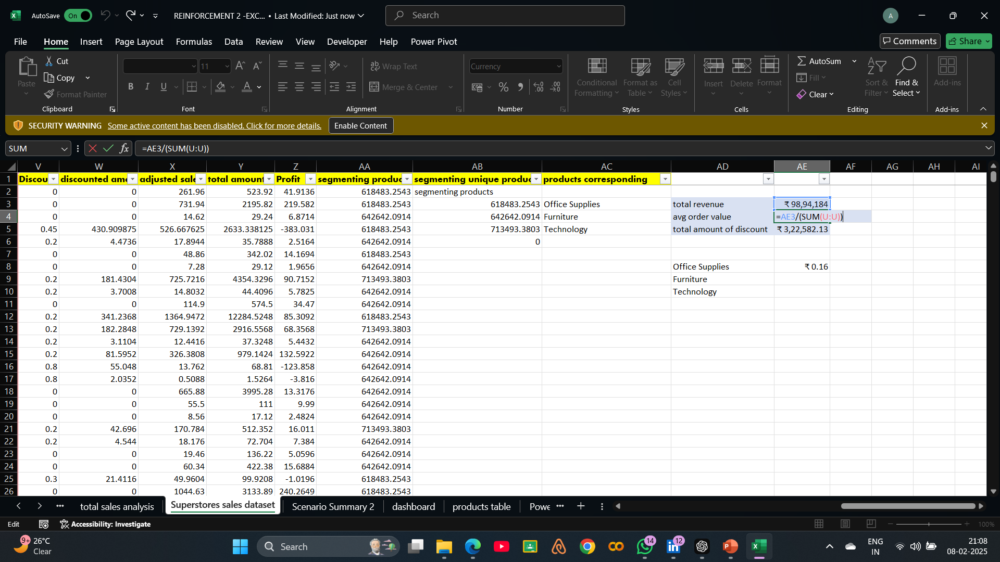 AutoSave On REINFORCEMENT 2 -EXC... • Last Modified: Just now Search A
File Home Insert Page Layout Formulas Data Review View Developer Help Power Pivot Comments Share
Paste Cut Copy Format Painter Clipboard
11 B I U A Font
Wrap Text Merge & Center Alignment
Currency % Number
Conditional Formatting Format as Table Cell Styles Styles
Insert Delete Format Cells
AutoSum Fill Clear Sort & Filter Find & Select Editing
Add-ins Add-ins
SECURITY WARNING Some active content has been disabled. Click for more details. Enable Content
SUM fx =AE3/(SUM(U:U))
V W X Y Z AA AB AC AD AE AF AG AH AI
1 Discou discounted am adjusted sale total amount Profit segmenting produc segmenting unique produc products corresponding
2 0 0 261.96 523.92 41.9136 618483.2543 segmenting products
3 0 0 731.94 2195.82 219.582 618483.2543 618483.2543 Office Supplies total revenue ₹ 98,94,184
4 0 0 14.62 29.24 6.8714 642642.0914 642642.0914 Furniture avg order value =AE3/(SUM(U:U))
5 0.45 430.909875 526.667625 2633.338125 -383.031 618483.2543 713493.3803 Technology total amount of discount ₹ 3,22,582.13
6 0.2 4.4736 17.8944 35.7888 2.5164 642642.0914 0
7 0 0 48.86 342.02 14.1694 618483.2543
8 0 0 7.28 29.12 1.9656 642642.0914 Office Supplies ₹ 0.16
9 0.2 181.4304 725.7216 4354.3296 90.7152 713493.3803 Furniture
10 0.2 3.7008 14.8032 44.4096 5.7825 642642.0914 Technology
11 0 0 114.9 574.5 34.47 642642.0914
12 0.2 341.2368 1364.9472 12284.5248 85.3092 618483.2543
13 0.2 182.2848 729.1392 2916.5568 68.3568 713493.3803
14 0.2 3.1104 12.4416 37.3248 5.4432 642642.0914
15 0.2 81.5952 326.3808 979.1424 132.5922 642642.0914
16 0.8 55.048 13.762 68.81 -123.858 642642.0914
17 0.8 2.0352 0.5088 1.5264 -3.816 642642.0914
18 0 0 665.88 3995.28 13.3176 642642.0914
19 0 0 55.5 111 9.99 642642.0914
20 0 0 8.56 17.12 2.4824 642642.0914
21 0.2 42.696 170.784 512.352 16.011 713493.3803
22 0.2 4.544 18.176 72.704 7.384 642642.0914
23 0 0 19.46 136.22 5.0596 642642.0914
24 0 0 60.34 422.38 15.6884 642642.0914
25 0.3 21.4116 49.9604 99.9208 -1.0196 618483.2543
26 0 0 1044.63 3133.89 240.2649 618483.2543
total sales analysis Superstores sales dataset Scenario Summary 2 dashboard products table Powe
Edit Accessibility: Investigate 100%
9+ 26°C Clear Search 14 12 ENG IN 21:08 08-02-2025